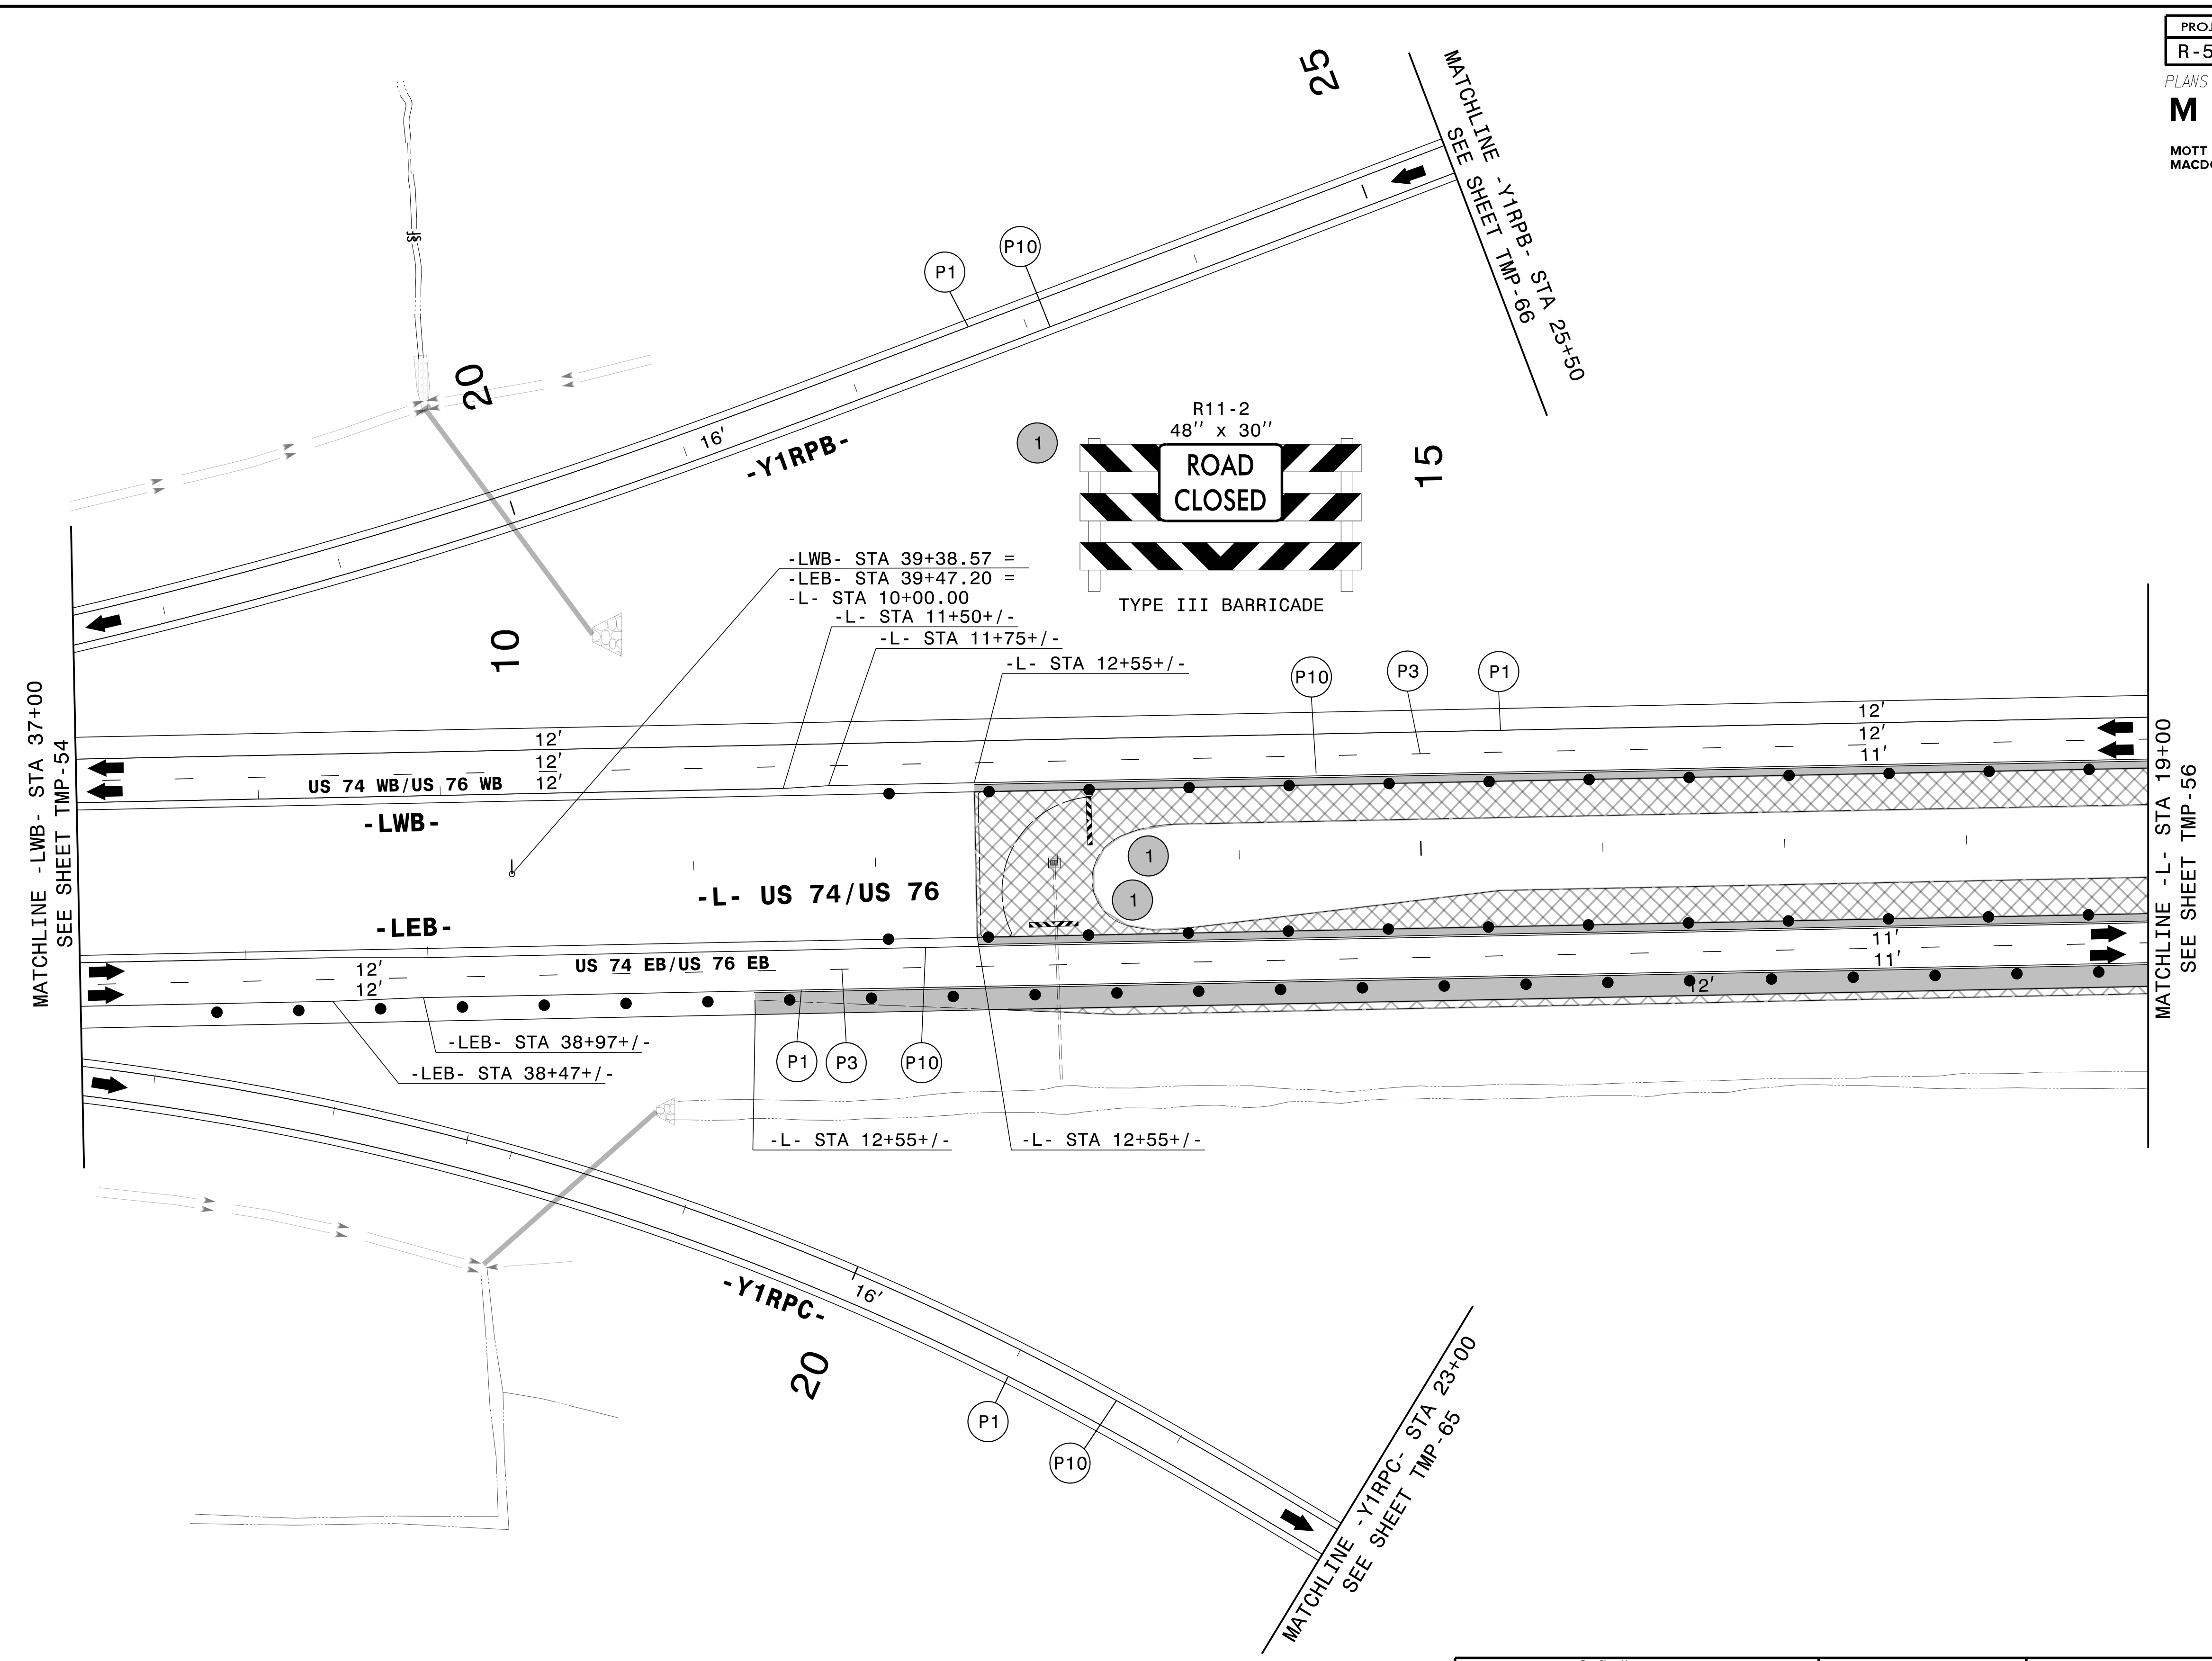 PROJ
R-5
PLANS
M
MOTT
MACD
25
MATCHLINE -Y1RPB- STA 25+50
SEE SHEET TMP-66
P1
P10
20
16'
-Y1RPB-
1
R11-2
48'' x 30''
ROAD
CLOSED
TYPE III BARRICADE
15
10
-LWB- STA 39+38.57 =
-LEB- STA 39+47.20 =
-L- STA 10+00.00
-L- STA 11+50+/-
-L- STA 11+75+/-
-L- STA 12+55+/-
P10
P3
P1
MATCHLINE -LWB- STA 37+00
SEE SHEET TMP-54
12'
12'
12'
US 74 WB/US 76 WB
-LWB-
12'
12'
11'
MATCHLINE -L- STA 19+00
SEE SHEET TMP-56
1
1
-L- US 74/US 76
-LEB-
US 74 EB/US 76 EB
12'
12'
11'
11'
12'
-LEB- STA 38+97+/-
-LEB- STA 38+47+/-
P1
P3
P10
-L- STA 12+55+/-
-L- STA 12+55+/-
-Y1RPC-
16'
20
P1
P10
MATCHLINE -Y1RPC- STA 23+00
SEE SHEET TMP-65